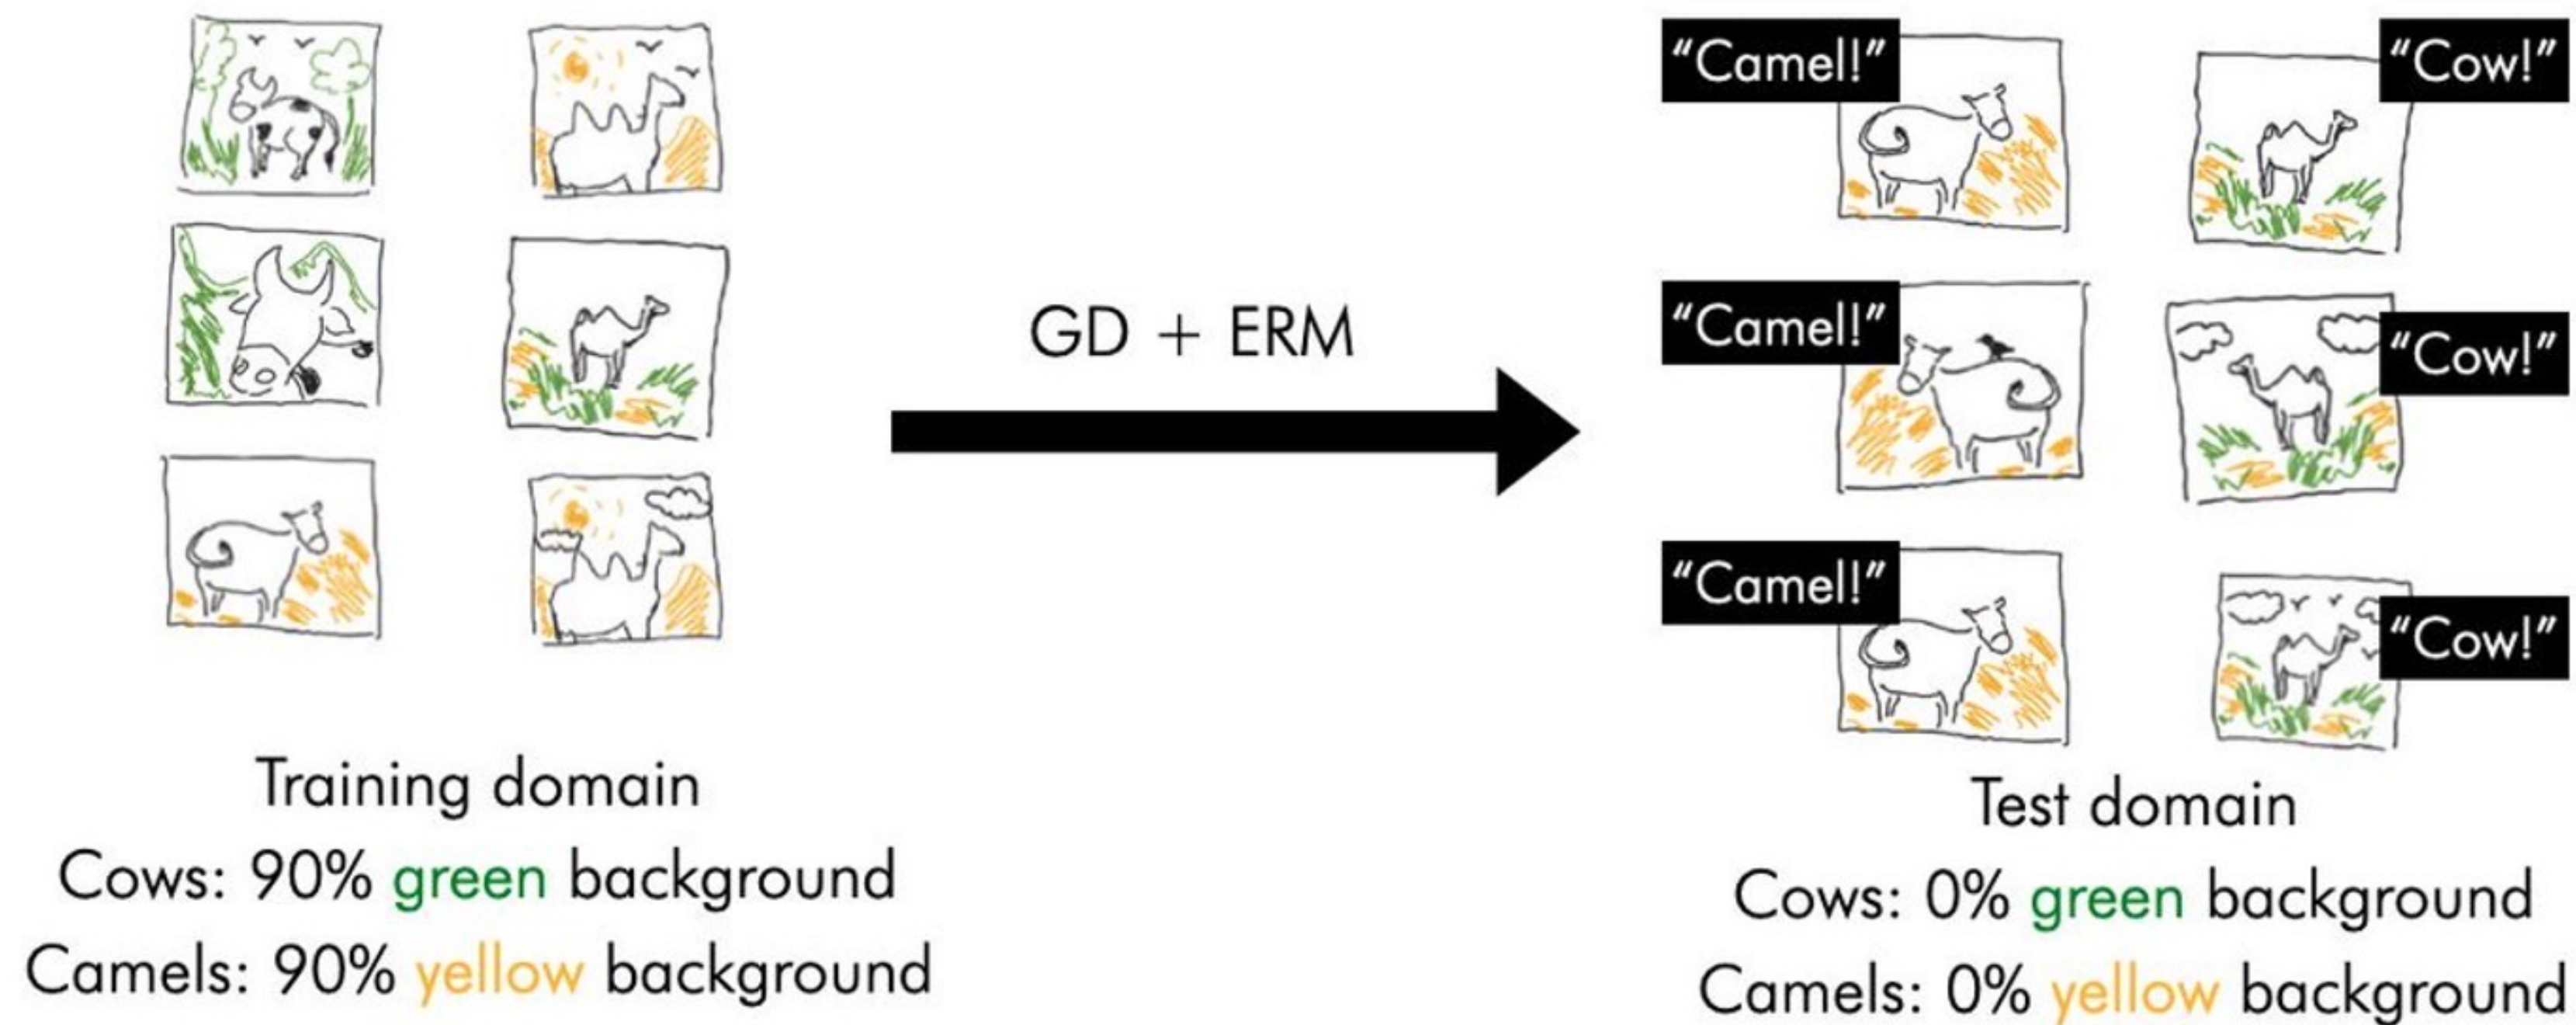 GD + ERM
Training domain
Cows: 90% green background
Camels: 90% yellow background
“Camel!”
“Cow!”
“Camel!”
“Cow!”
“Camel!”
“Cow!”
Test domain
Cows: 0% green background
Camels: 0% yellow background